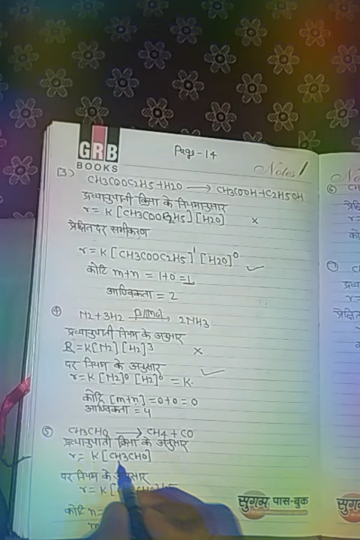 GRB
BOOKS
Page-14
Notes
(3) CH3COOC2H5+H2O ⟶ CH3COOH+C2H5OH
r = K[CH3COOC2H5][H2O] ×
प्रेक्षित दर समीकरण
r = K[CH3COOC2H5]¹[H2O]⁰ ✓
कोटि m+n = 1+0 = 1
आण्विकता = 2
(4) N2+3H2 ⟶ 2NH3
के अनुसार
R = K[N2][H2]³ ×
दर नियम के अनुसार
r = K[N2]⁰[H2]⁰ = K ✓
कोटि [m+n] = 0+0 = 0
आण्विकता = 4
(5) CH3CHO ⟶ CH4+CO
के अनुसार
r = K[CH3CHO]
दर नियम के अनुसार
r = K[
कोटि n =
सुगम पास-बुक
सुगम